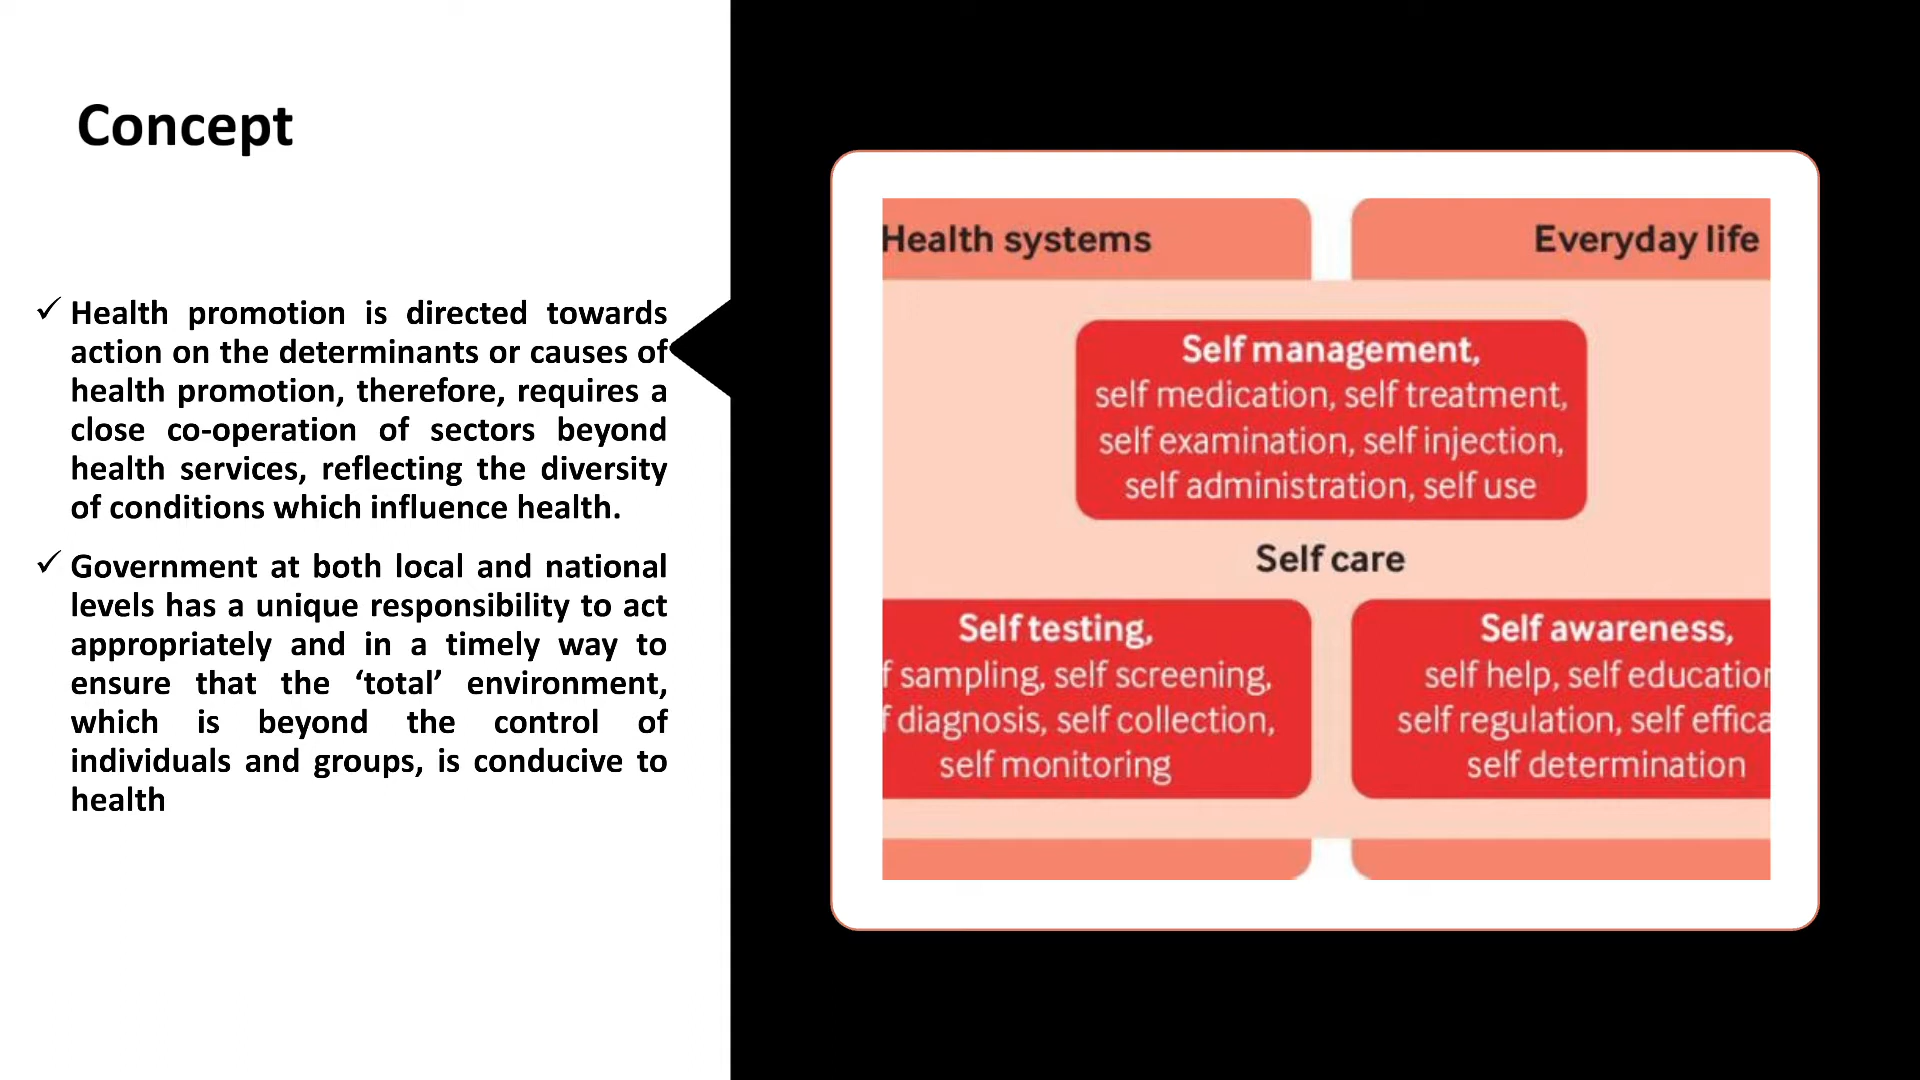 Concept
✓ Health promotion is directed towards
action on the determinants or causes of
health promotion, therefore, requires a
close co-operation of sectors beyond
health services, reflecting the diversity
of conditions which influence health.
✓ Government at both local and national
levels has a unique responsibility to act
appropriately and in a timely way to
ensure that the ‘total’ environment,
which is beyond the control of
individuals and groups, is conducive to
health
Health systems
Everyday life
Self management,
self medication, self treatment,
self examination, self injection,
self administration, self use
Self care
Self testing,
f sampling, self screening,
f diagnosis, self collection,
self monitoring
Self awareness,
self help, self education
self regulation, self effica
self determination